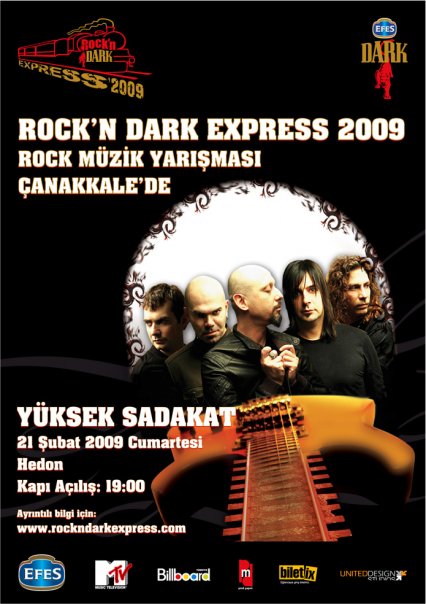 Rock'n
DARK
EXPRESS '2009
EFES
DARK
ROCK'N DARK EXPRESS 2009
ROCK MÜZİK YARIŞMASI
ÇANAKKALE'DE
YÜKSEK SADAKAT
21 Şubat 2009 Cumartesi
Hedon
Kapı Açılış: 19:00
Ayrıntılı bilgi için:
www.rockndarkexpress.com
EFES
MTV
MUSIC TELEVISION
Billboard
TÜRKİYE
m
biletix
UNITEDDESIGN